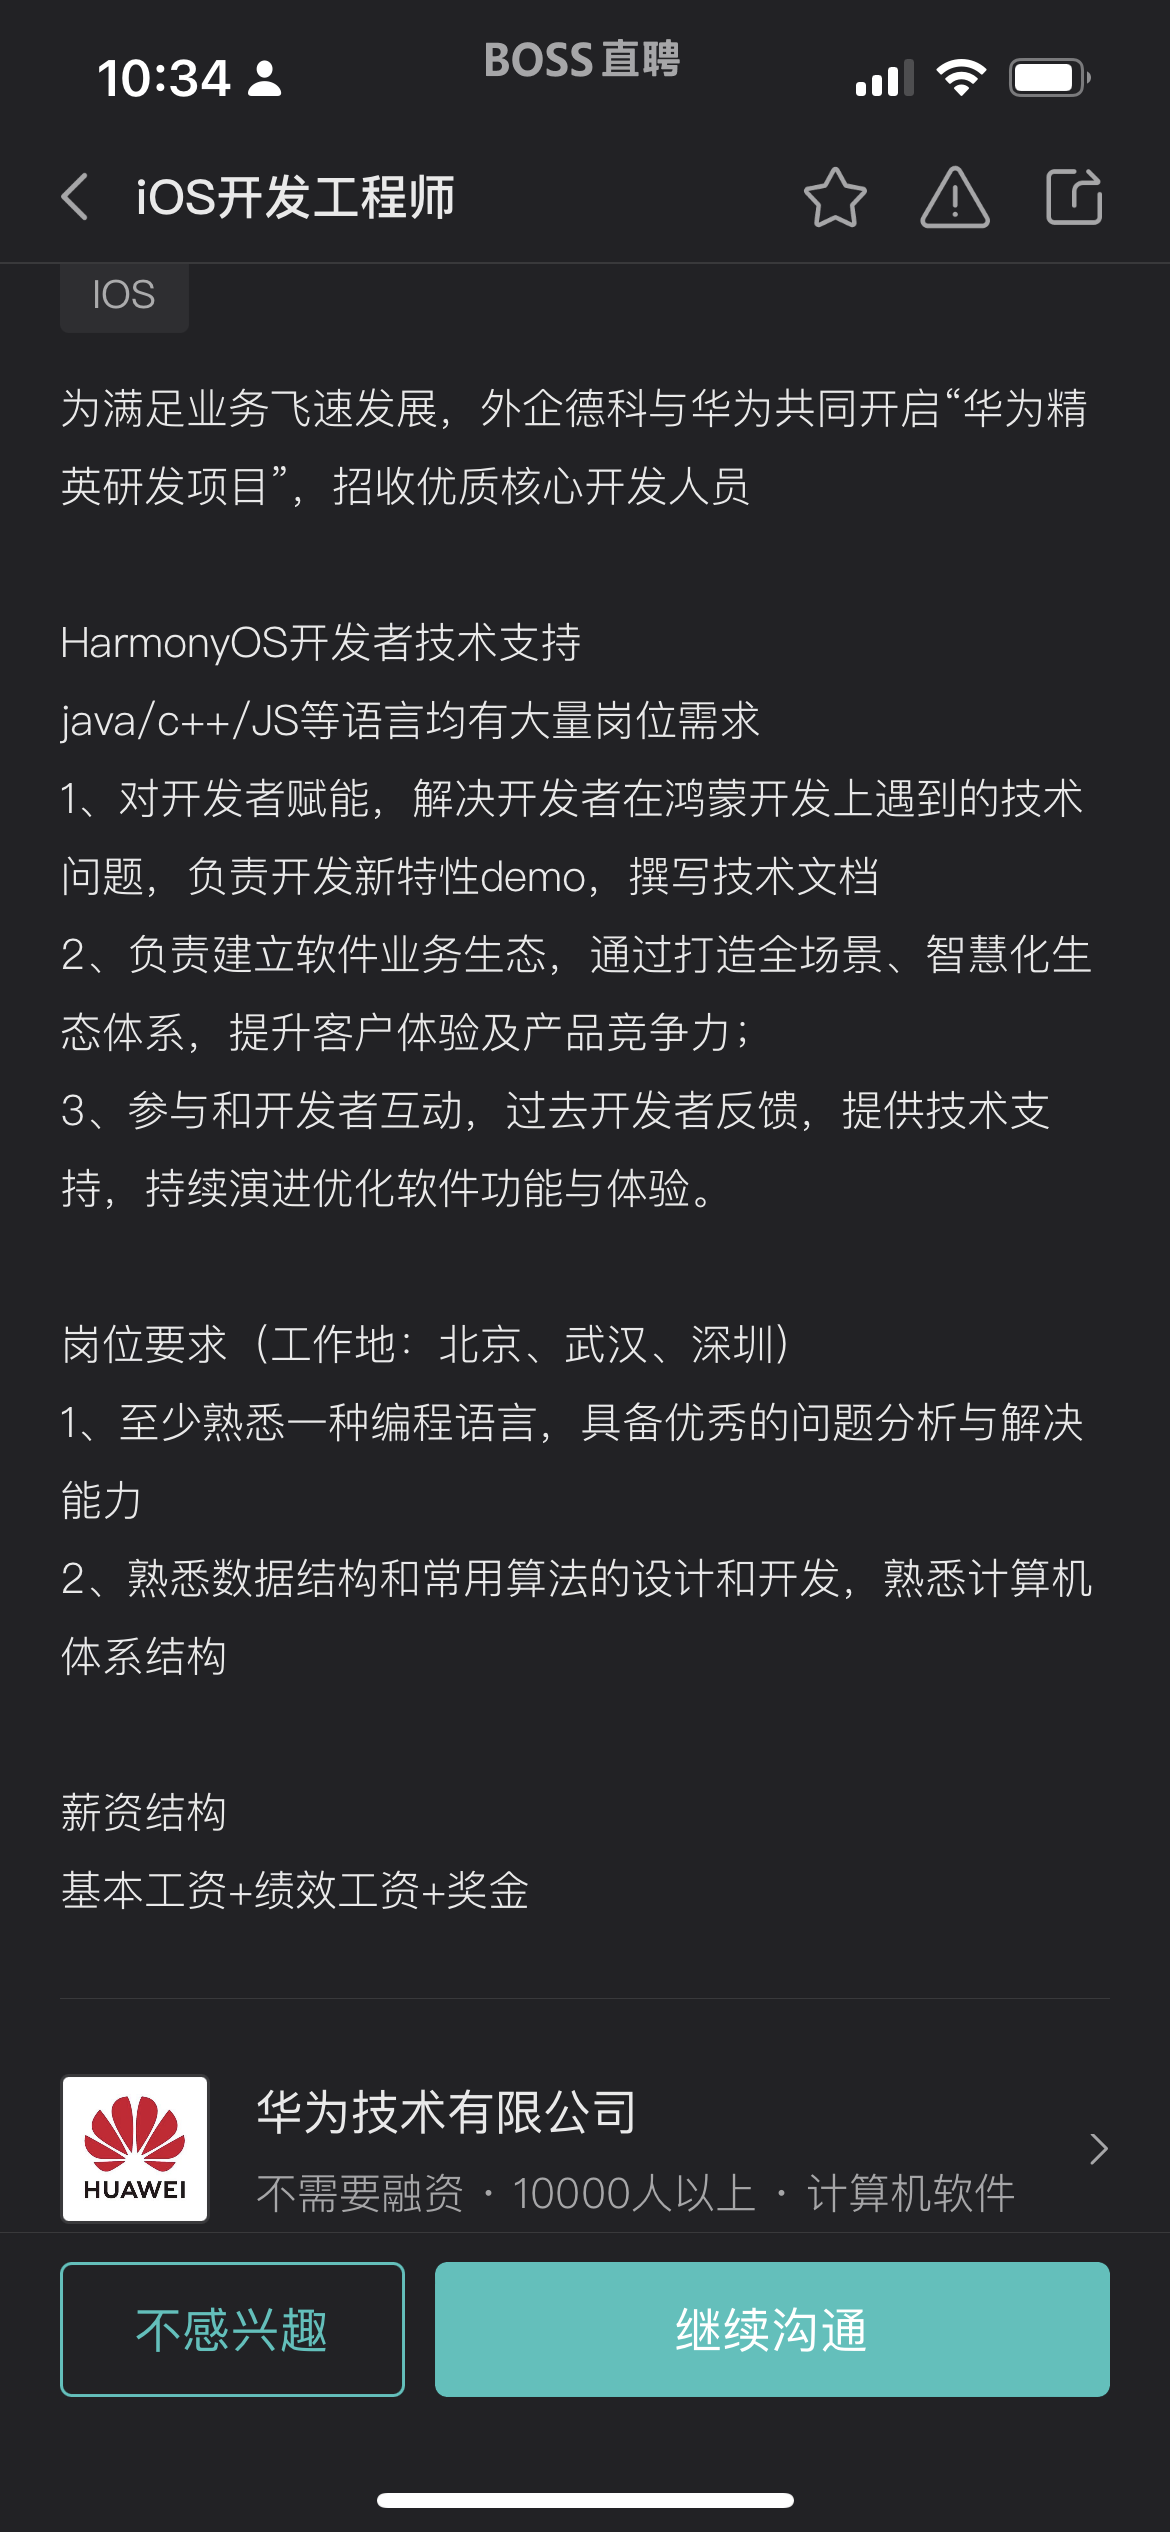 10:34
BOSS直聘
iOS开发工程师
IOS
为满足业务飞速发展，外企德科与华为共同开启“华为精
英研发项目”，招收优质核心开发人员
HarmonyOS开发者技术支持
java/c++/JS等语言均有大量岗位需求
1、对开发者赋能，解决开发者在鸿蒙开发上遇到的技术
问题，负责开发新特性demo，撰写技术文档
2、负责建立软件业务生态，通过打造全场景、智慧化生
态体系，提升客户体验及产品竞争力；
3、参与和开发者互动，过去开发者反馈，提供技术支
持，持续演进优化软件功能与体验。
岗位要求（工作地：北京、武汉、深圳）
1、至少熟悉一种编程语言，具备优秀的问题分析与解决
能力
2、熟悉数据结构和常用算法的设计和开发，熟悉计算机
体系结构
薪资结构
基本工资+绩效工资+奖金
华为技术有限公司
HUAWEI
不需要融资 · 10000人以上 · 计算机软件
不感兴趣
继续沟通